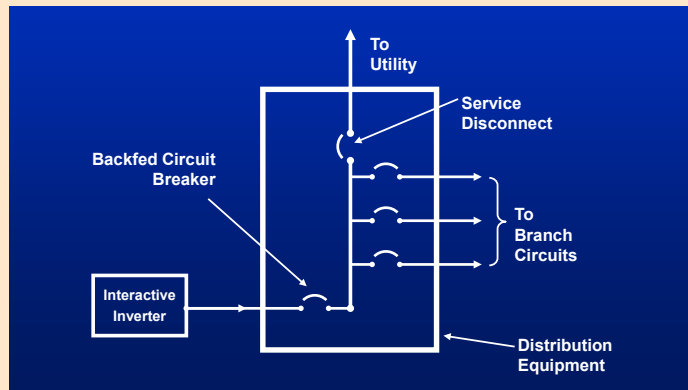 To
Utility
Service
Disconnect
Backfed Circuit
Breaker
To
Branch
Circuits
Interactive
Inverter
Distribution
Equipment